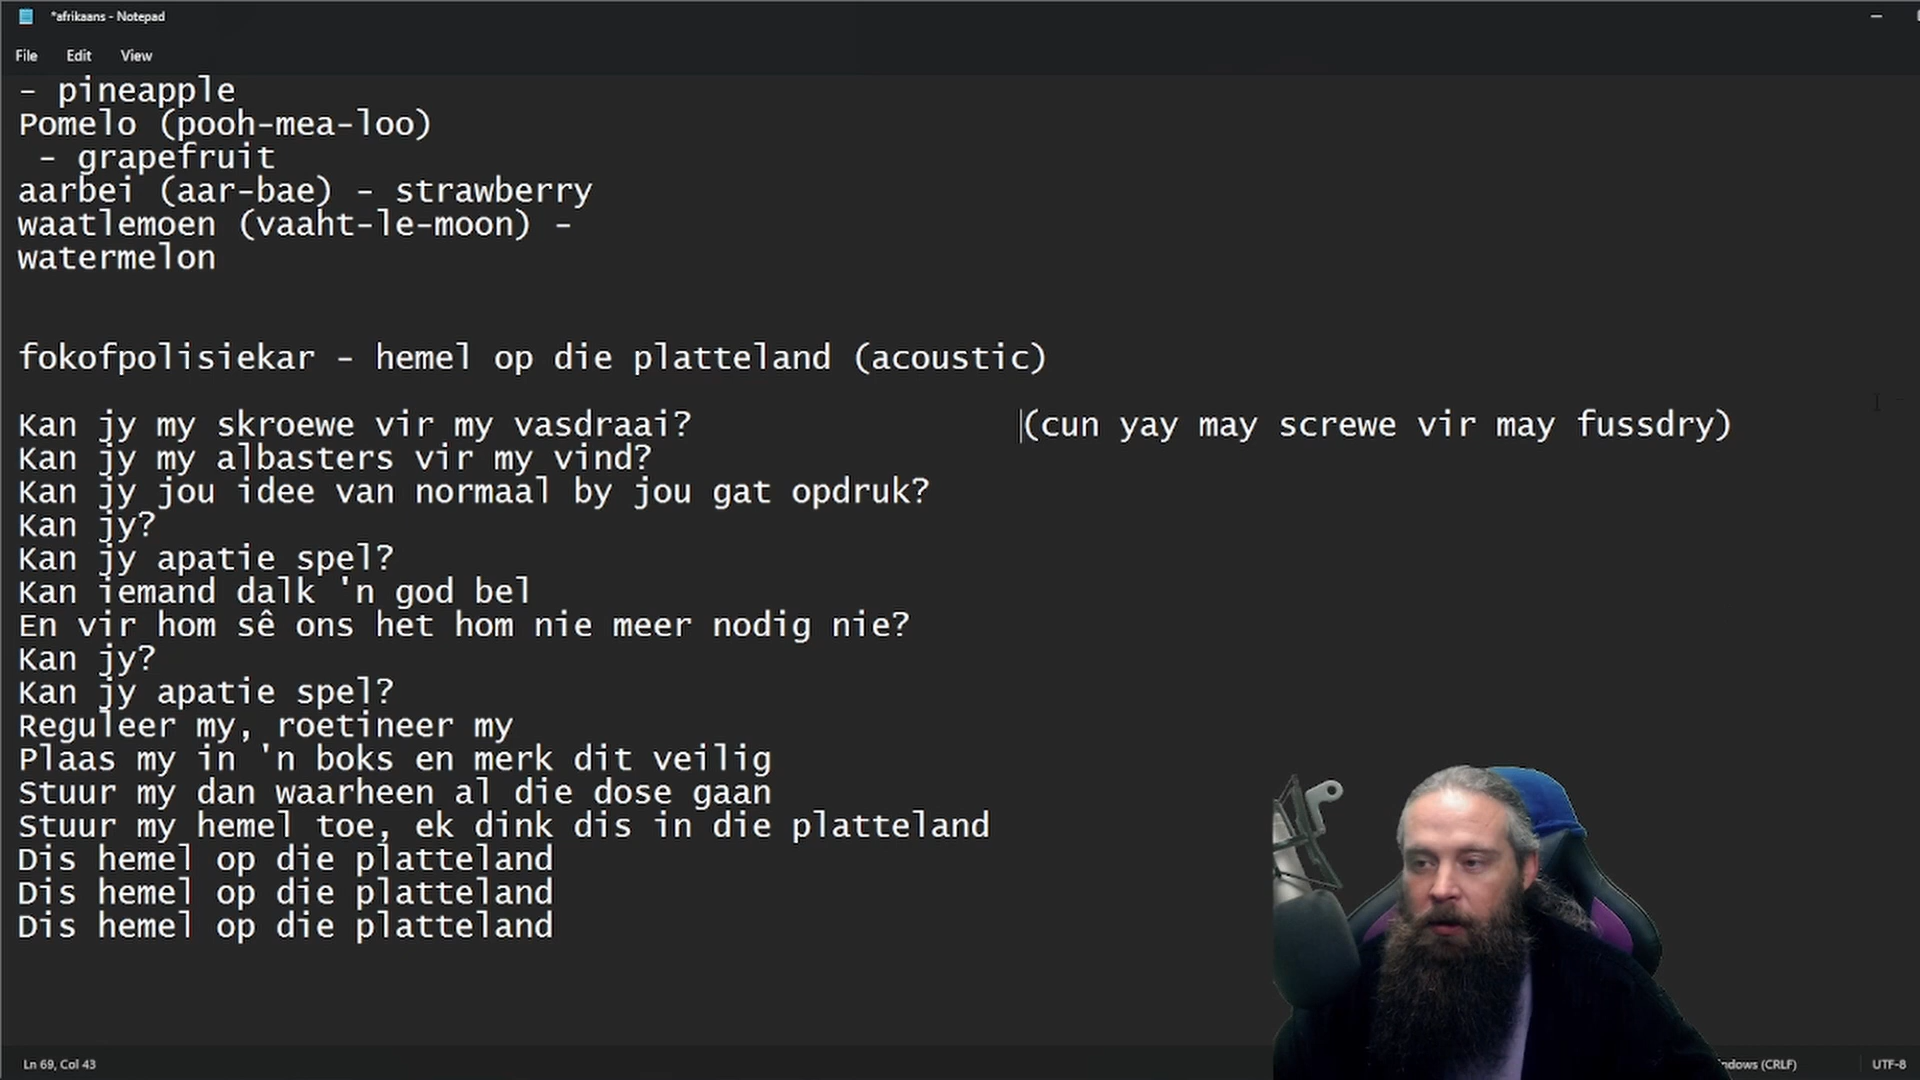 *afrikaans - Notepad
File Edit View
- pineapple
Pomelo (pooh-mea-loo)
- grapefruit
aarbei (aar-bae) - strawberry
waatlemoen (vaaht-le-moon) -
watermelon
fokofpolisiekar - hemel op die platteland (acoustic)
Kan jy my skroewe vir my vasdraai? (cun yay may screwe vir may fussdry)
Kan jy my albasters vir my vind?
Kan jy jou idee van normaal by jou gat opdruk?
Kan jy?
Kan jy apatie spel?
Kan iemand dalk 'n god bel
En vir hom sê ons het hom nie meer nodig nie?
Kan jy?
Kan jy apatie spel?
Reguleer my, roetineer my
Plaas my in 'n boks en merk dit veilig
Stuur my dan waarheen al die dose gaan
Stuur my hemel toe, ek dink dis in die platteland
Dis hemel op die platteland
Dis hemel op die platteland
Dis hemel op die platteland
Ln 69, Col 43 (CRLF) UTF-8